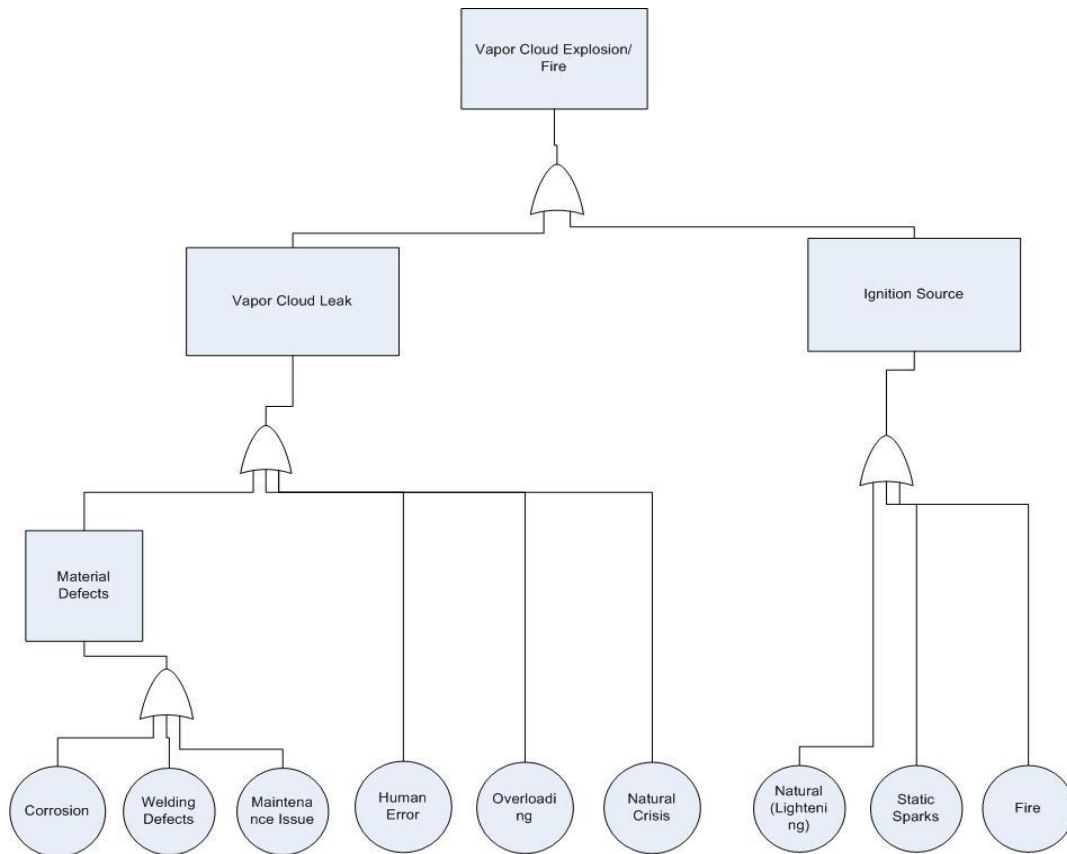 Vapor Cloud Explosion/
Fire
Vapor Cloud Leak
Ignition Source
Material
Defects
Corrosion
Welding
Defects
Maintena
nce Issue
Human
Error
Overloadi
ng
Natural
Crisis
Natural
(Lighteni
ng)
Static
Sparks
Fire